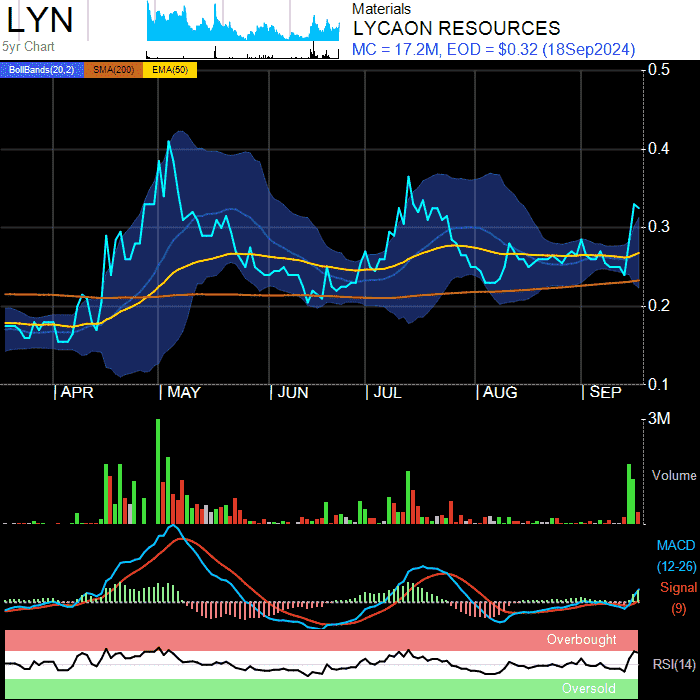 LYN
5yr Chart
Materials
LYCAON RESOURCES
MC = 17.2M, EOD = $0.32 (18Sep2024)
BollBands(20,2) SMA(200) EMA(50)
0.5
0.4
0.3
0.2
0.1
APR MAY JUN JUL AUG SEP
3M
Volume
MACD
(12-26)
Signal
(9)
Overbought
RSI(14)
Oversold